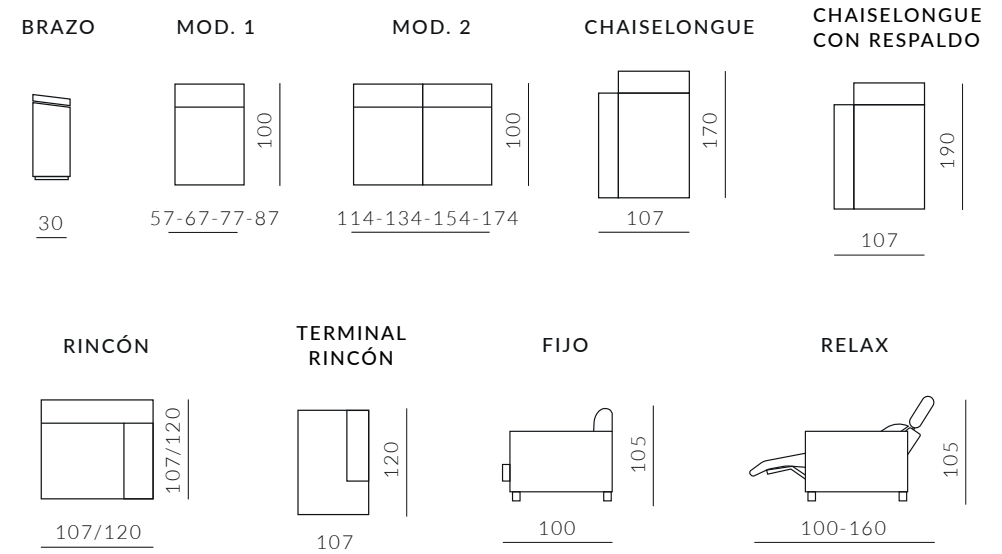 BRAZO
MOD. 1
MOD. 2
CHAISELONGUE
CHAISELONGUE
CON RESPALDO
100
100
170
190
30
57-67-77-87
114-134-154-174
107
107
RINCÓN
TERMINAL
RINCÓN
FIJO
RELAX
107/120
120
105
105
107/120
107
100
100-160